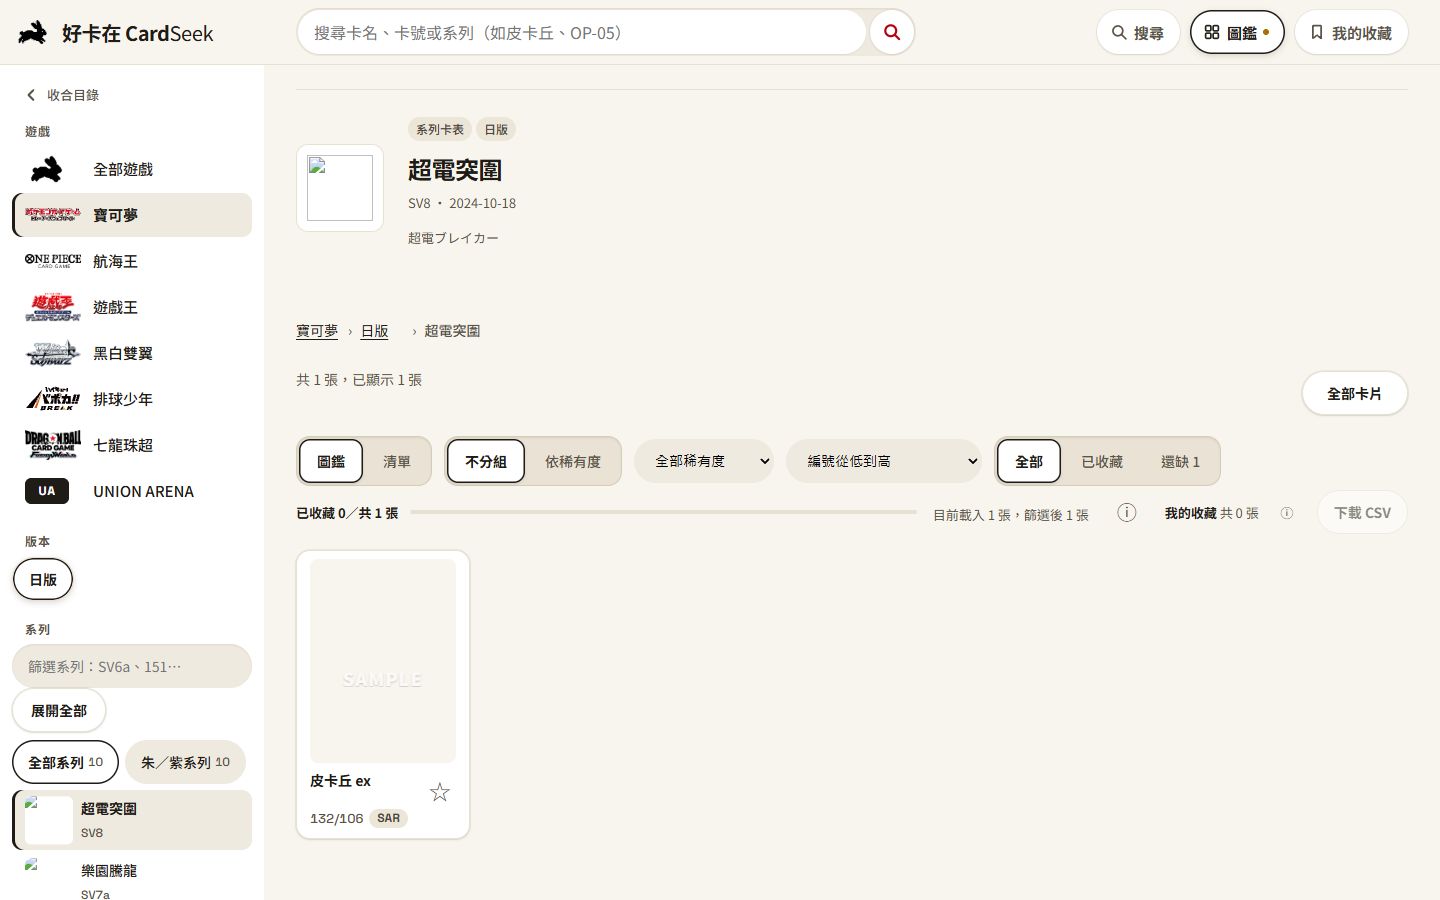 好卡在 CardSeek
搜尋卡名、卡號或系列（如皮卡丘、OP-05）
搜尋
圖鑑
我的收藏
收合目錄
遊戲
全部遊戲
寶可夢
ONE PIECE
CARD GAME
航海王
遊戲王
黑白雙翼
排球少年
DRAGON BALL
CARD GAME
七龍珠超
UA
UNION ARENA
版本
日版
系列
篩選系列：SV6a、151…
展開全部
全部系列 10
朱／紫系列 10
超電突圍
SV8
樂園騰龍
SV7a
系列卡表
日版
超電突圍
SV8 · 2024-10-18
超電ブレイカー
寶可夢 › 日版 › 超電突圍
共 1 張，已顯示 1 張
全部卡片
圖鑑
清單
不分組
依稀有度
全部稀有度
編號從低到高
全部
已收藏
還缺 1
已收藏 0／共 1 張
目前載入 1 張，篩選後 1 張
我的收藏 共 0 張
下載 CSV
SAMPLE
皮卡丘 ex
132/106 SAR